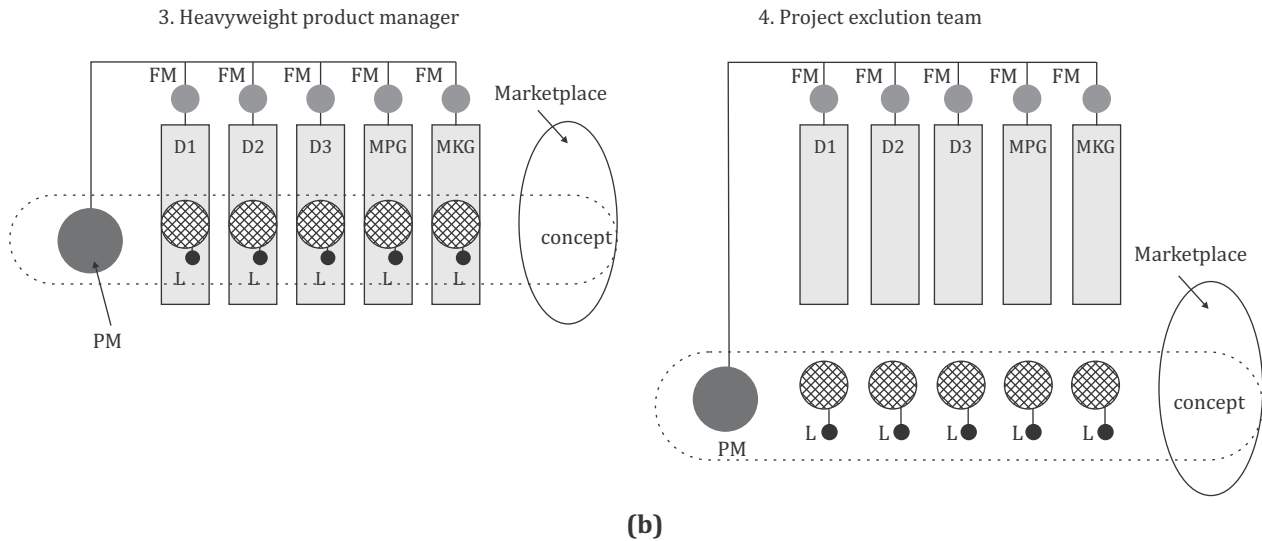 3. Heavyweight product manager
FM FM FM FM FM
Marketplace
D1 D2 D3 MPG MKG
concept
L L L L L
PM
4. Project exclution team
FM FM FM FM FM
D1 D2 D3 MPG MKG
Marketplace
concept
L L L L L
PM
(b)